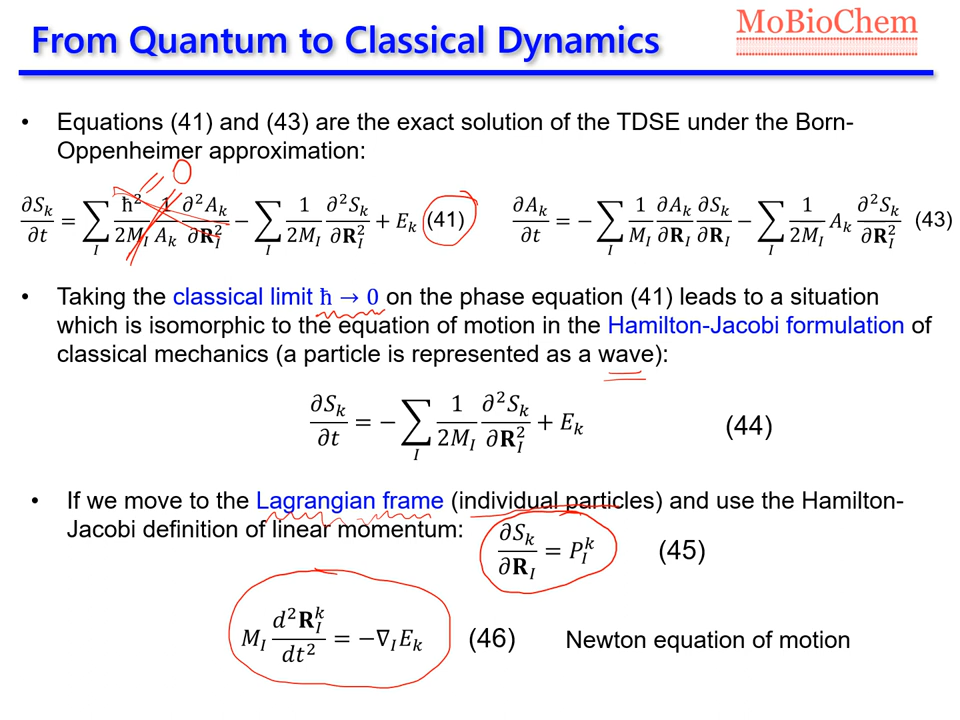 From Quantum to Classical Dynamics
MoBioChem
• Equations (41) and (43) are the exact solution of the TDSE under the Born-
Oppenheimer approximation:
= 0
∂S_k/∂t = ∑_I ħ²/2M_I 1/A_k ∂²A_k/∂𝐑_I² − ∑_I 1/2M_I ∂²S_k/∂𝐑_I² + E_k (41)
∂A_k/∂t = −∑_I 1/M_I ∂A_k/∂𝐑_I ∂S_k/∂𝐑_I − ∑_I 1/2M_I A_k ∂²S_k/∂𝐑_I² (43)
• Taking the classical limit ħ → 0 on the phase equation (41) leads to a situation
which is isomorphic to the equation of motion in the Hamilton-Jacobi formulation of
classical mechanics (a particle is represented as a wave):
∂S_k/∂t = −∑_I 1/2M_I ∂²S_k/∂𝐑_I² + E_k (44)
• If we move to the Lagrangian frame (individual particles) and use the Hamilton-
Jacobi definition of linear momentum:
∂S_k/∂𝐑_I = P_I^k (45)
M_I d²𝐑_I^k/dt² = −∇_I E_k (46) Newton equation of motion